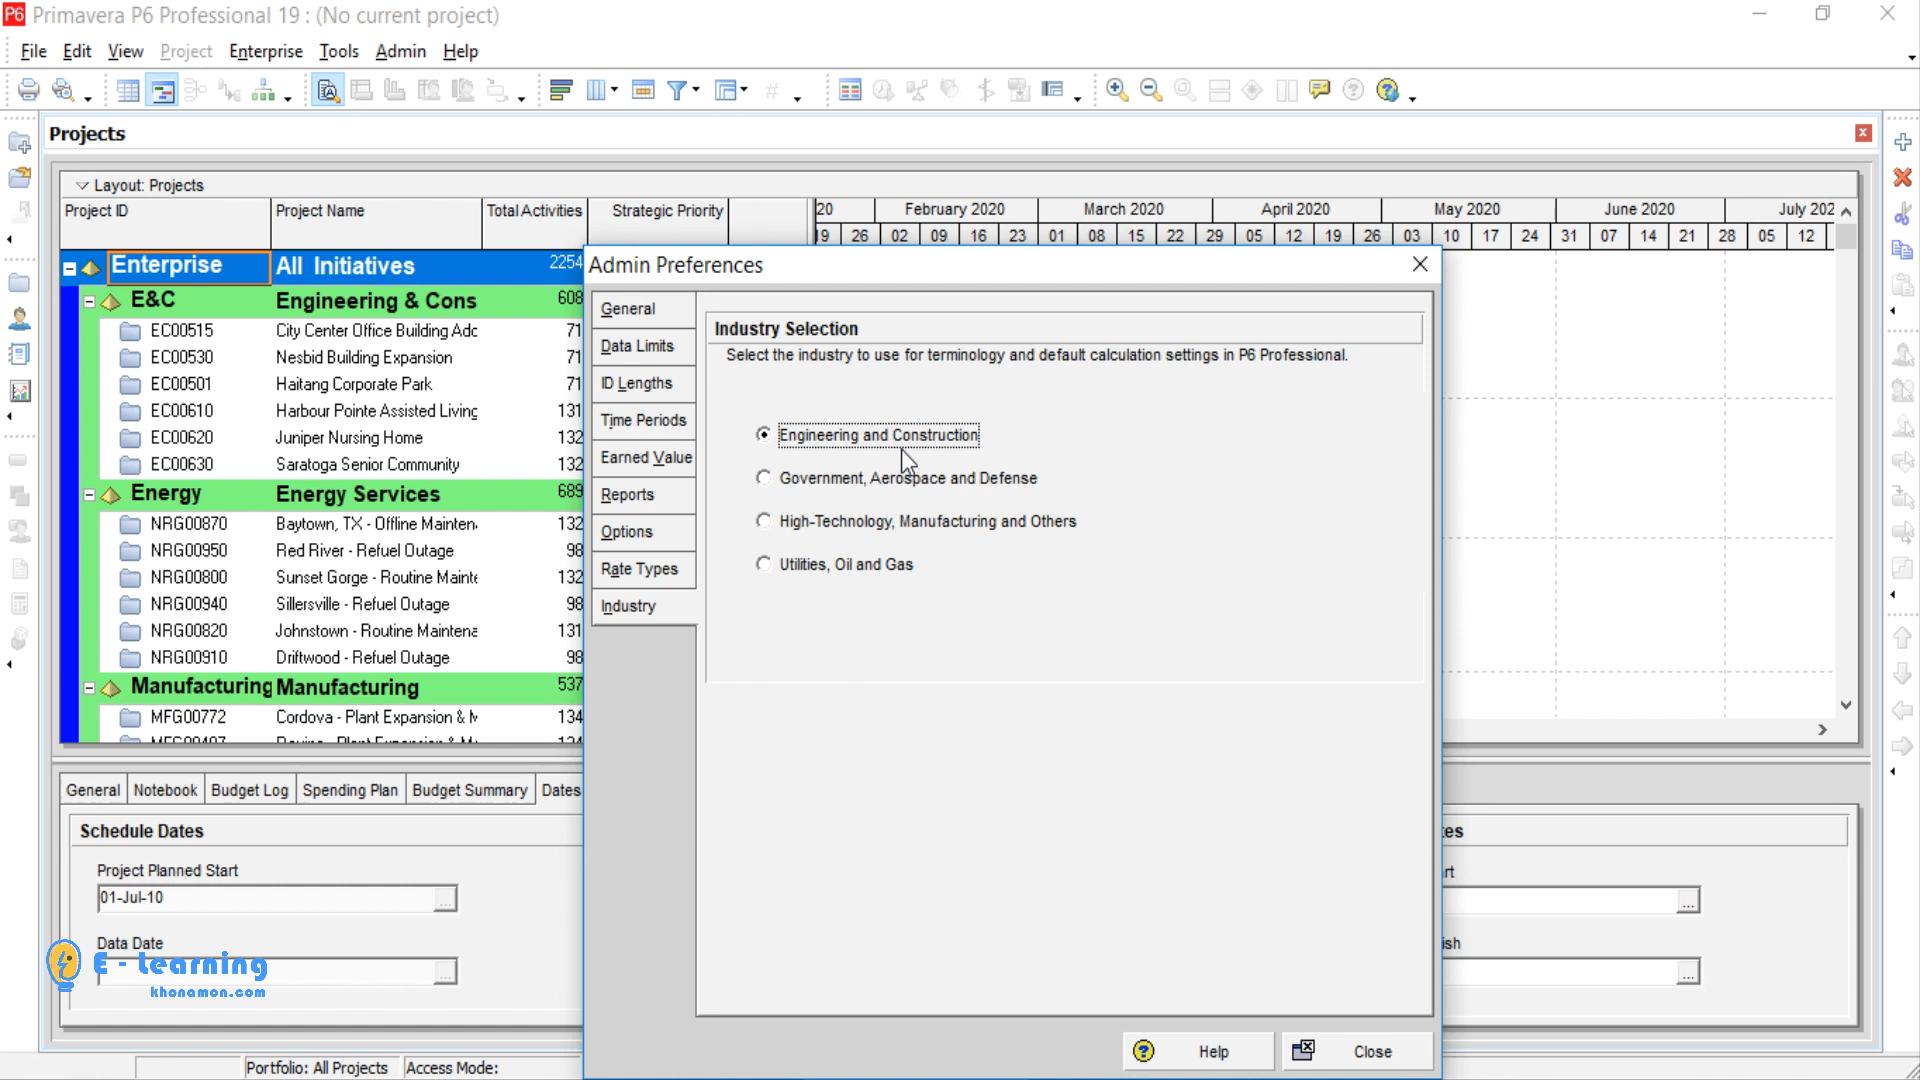 P6 Primavera P6 Professional 19 : (No current project)
File Edit View Project Enterprise Tools Admin Help
Projects
Layout: Projects
Project ID Project Name Total Activities Strategic Priority
20 February 2020 March 2020 April 2020 May 2020 June 2020 July 202
19 26 02 09 16 23 01 08 15 22 29 05 12 19 26 03 10 17 24 31 07 14 21 28 05 12
Enterprise All Initiatives 2254
E&C Engineering & Cons 608
EC00515 City Center Office Building Adc 71
EC00530 Nesbid Building Expansion 71
EC00501 Haitang Corporate Park 71
EC00610 Harbour Pointe Assisted Living 131
EC00620 Juniper Nursing Home 132
EC00630 Saratoga Senior Community 132
Energy Energy Services 689
NRG00870 Baytown, TX - Offline Mainten 132
NRG00950 Red River - Refuel Outage 98
NRG00800 Sunset Gorge - Routine Mainte 132
NRG00940 Sillersville - Refuel Outage 98
NRG00820 Johnstown - Routine Maintena 131
NRG00910 Driftwood - Refuel Outage 98
Manufacturing Manufacturing 537
MFG00772 Cordova - Plant Expansion & M 134
Admin Preferences
General
Data Limits
ID Lengths
Time Periods
Earned Value
Reports
Options
Rate Types
Industry
Industry Selection
Select the industry to use for terminology and default calculation settings in P6 Professional.
Engineering and Construction
Government, Aerospace and Defense
High-Technology, Manufacturing and Others
Utilities, Oil and Gas
Help Close
General Notebook Budget Log Spending Plan Budget Summary Dates
Schedule Dates
Project Planned Start
01-Jul-10
Data Date
tes
rt
ish
E - Learning
khonamon.com
Portfolio: All Projects Access Mode: